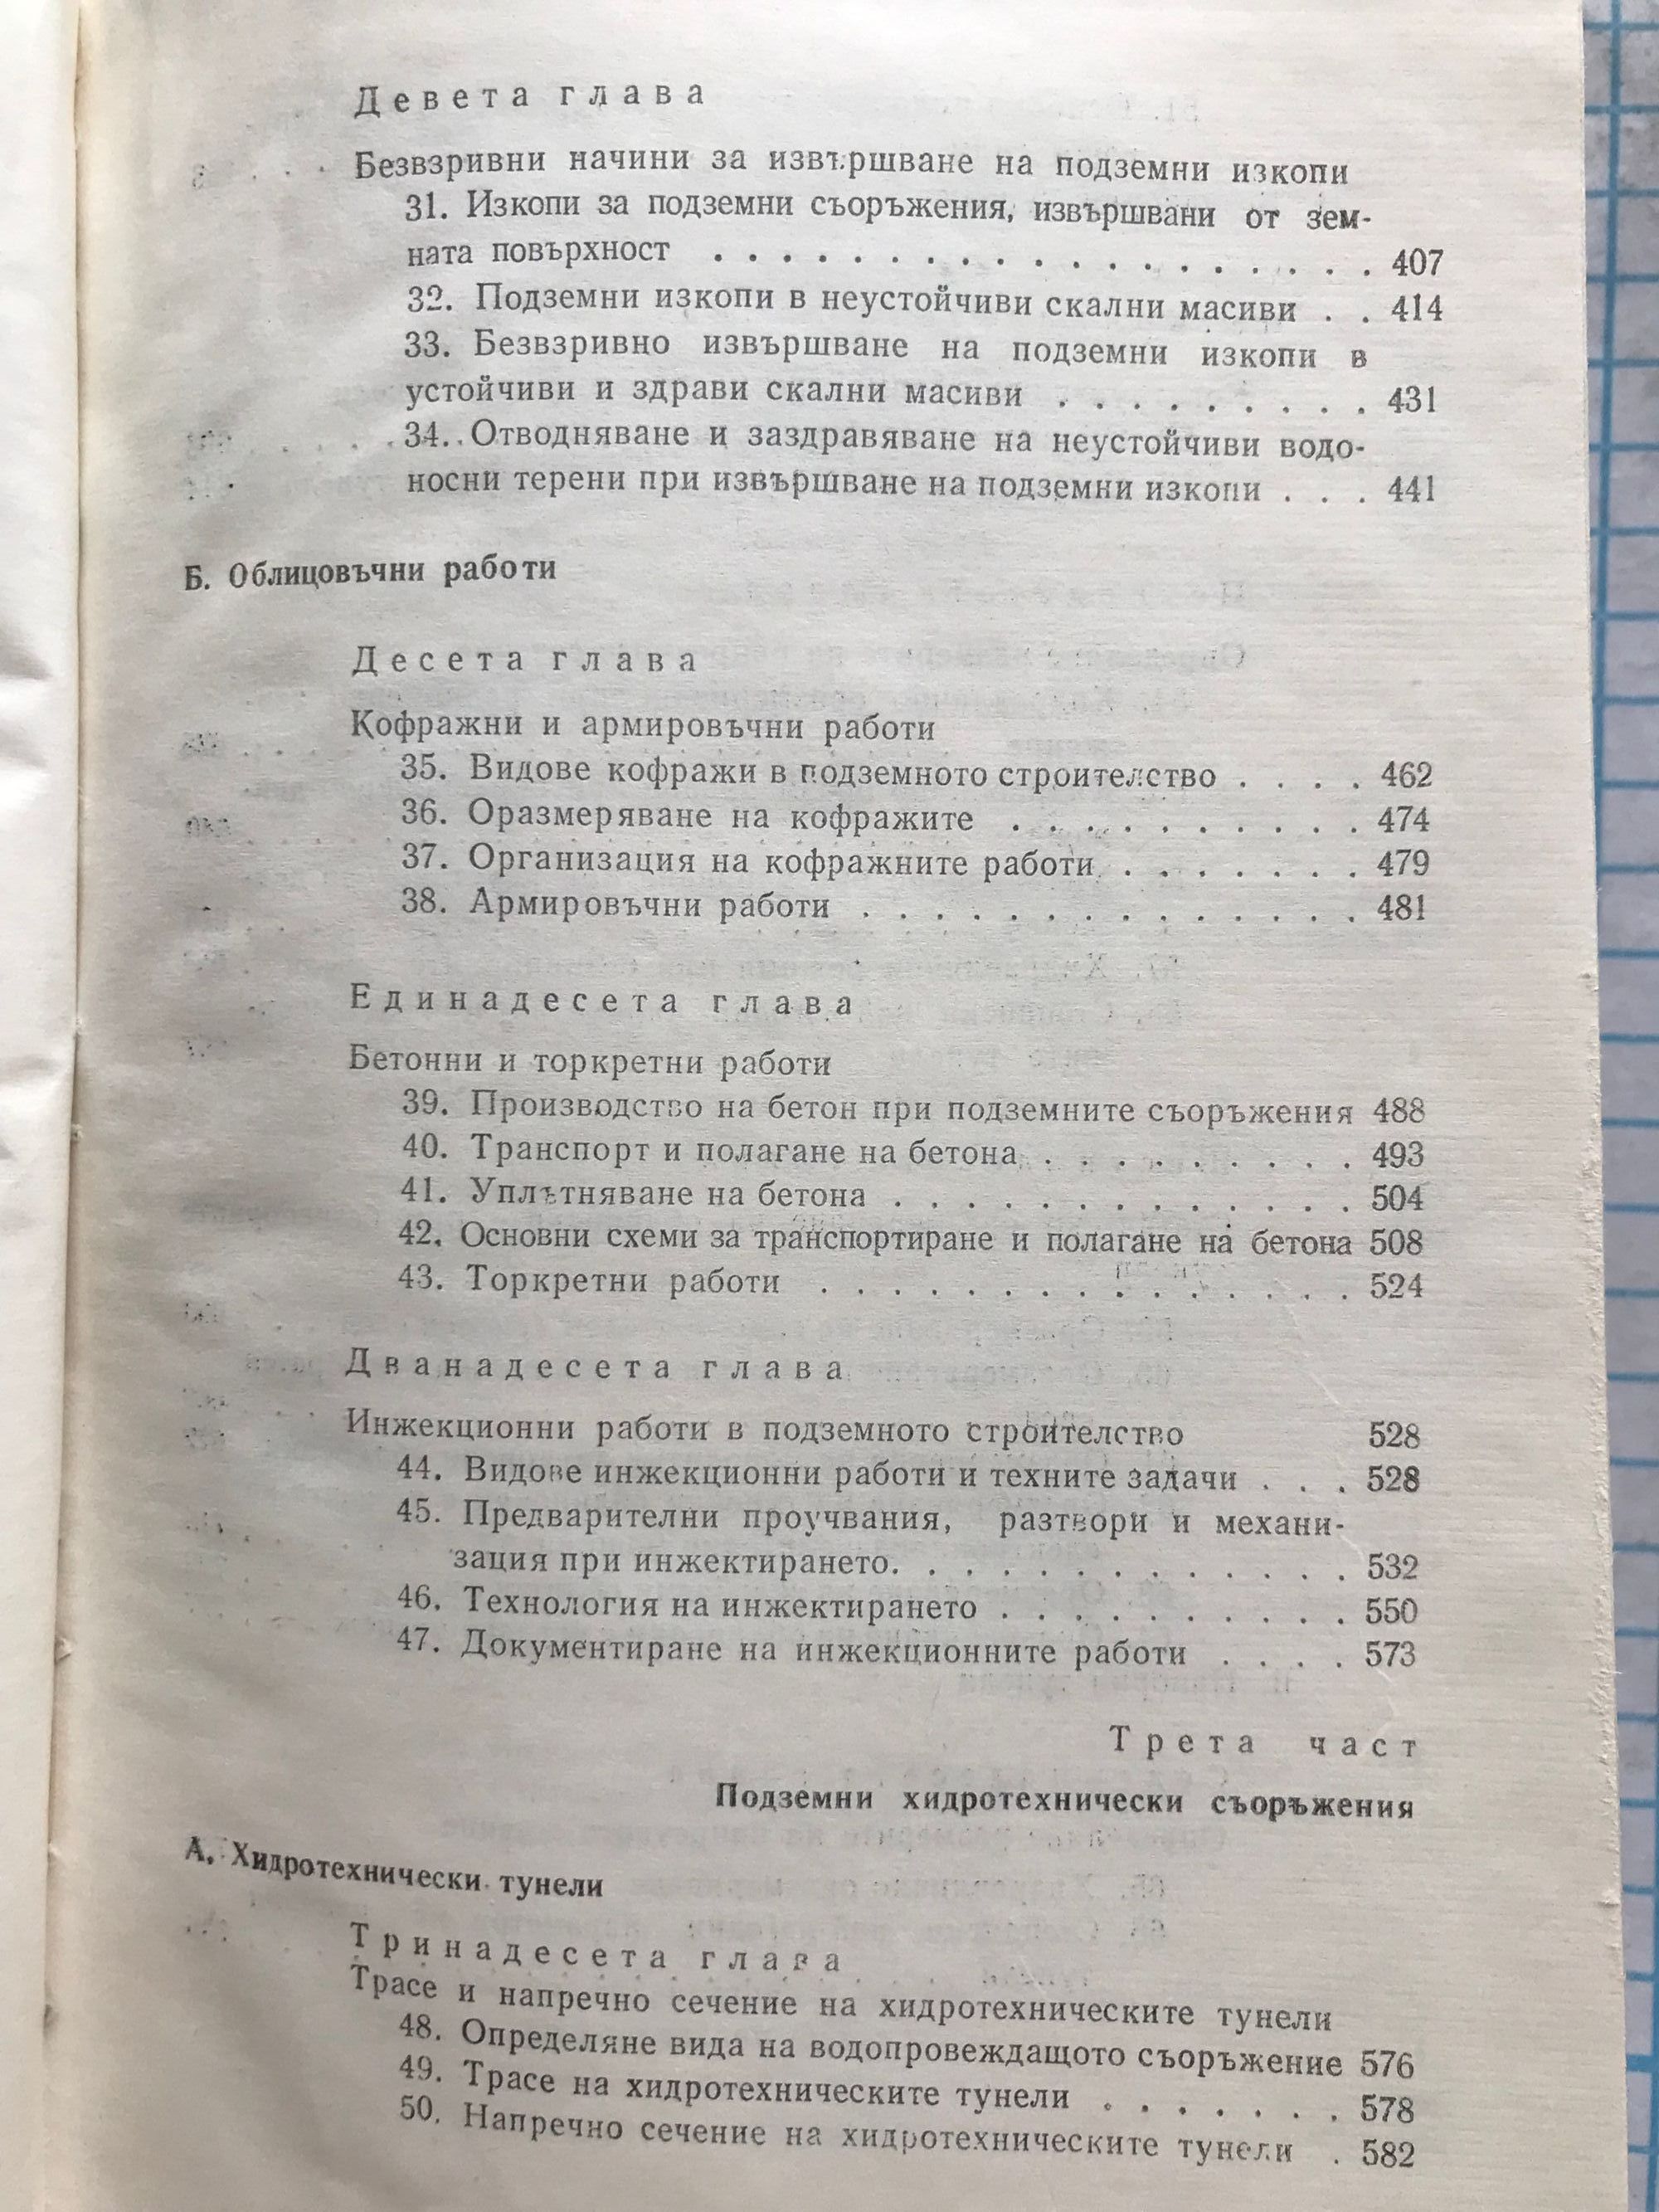 Девета глава
Безвзривни начини за извършване на подземни изкопи
31. Изкопи за подземни съоръжения, извършвани от зем-
ната повърхност . . . . . . . . . . . . . . . . . . . 407
32. Подземни изкопи в неустойчиви скални масиви . . 414
33. Безвзривно извършване на подземни изкопи в
устойчиви и здрави скални масиви . . . . . . . . . 431
34. Отводняване и заздравяване на неустойчиви водо-
носни терени при извършване на подземни изкопи . . . 441
Б. Облицовъчни работи
Десета глава
Кофражни и армировъчни работи
35. Видове кофражи в подземното строителство . . . . 462
36. Оразмеряване на кофражите . . . . . . . . . . 474
37. Организация на кофражните работи . . . . . . . 479
38. Армировъчни работи . . . . . . . . . . . . . . 481
Единадесета глава
Бетонни и торкретни работи
39. Производство на бетон при подземните съоръжения 488
40. Транспорт и полагане на бетона . . . . . . . . . 493
41. Уплътняване на бетона . . . . . . . . . . . . . 504
42. Основни схеми за транспортиране и полагане на бетона 508
43. Торкретни работи . . . . . . . . . . . . . . . 524
Дванадесета глава
Инжекционни работи в подземното строителство 528
44. Видове инжекционни работи и техните задачи . . . 528
45. Предварителни проучвания, разтвори и механи-
зация при инжектирането. . . . . . . . . . . . . 532
46. Технология на инжектирането . . . . . . . . . . 550
47. Документиране на инжекционните работи . . . . 573
Трета част
Подземни хидротехнически съоръжения
А. Хидротехнически тунели
Тринадесета глава
Трасе и напречно сечение на хидротехническите тунели
48. Определяне вида на водопровеждащото съоръжение 576
49. Трасе на хидротехническите тунели . . . . . . . 578
50. Напречно сечение на хидротехническите тунели . 582